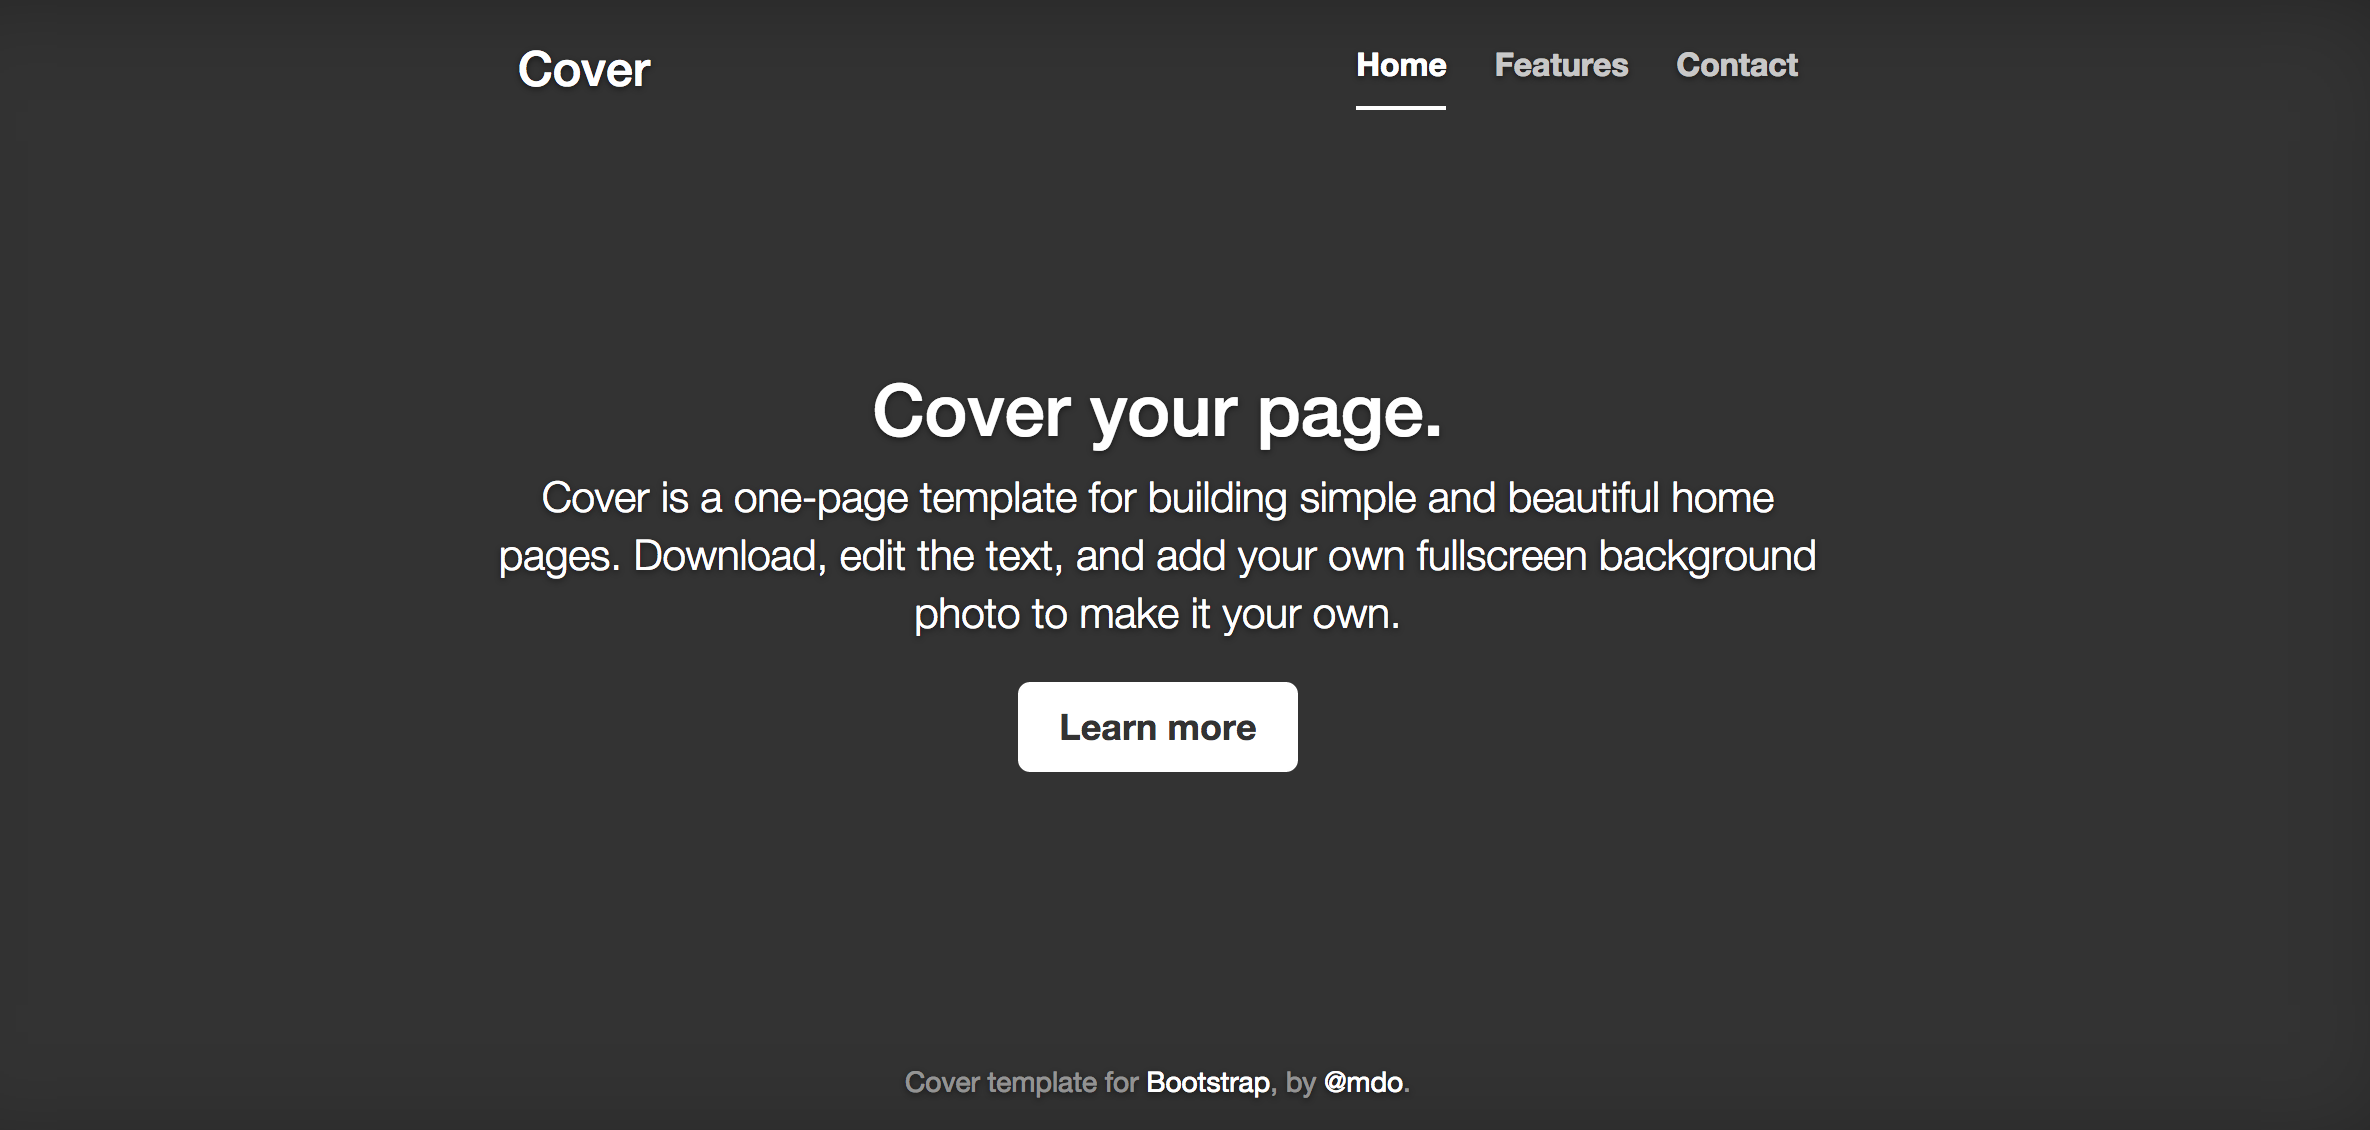 Cover
Home Features Contact
Cover your page.
Cover is a one-page template for building simple and beautiful home
pages. Download, edit the text, and add your own fullscreen background
photo to make it your own.
Learn more
Cover template for Bootstrap, by @mdo.